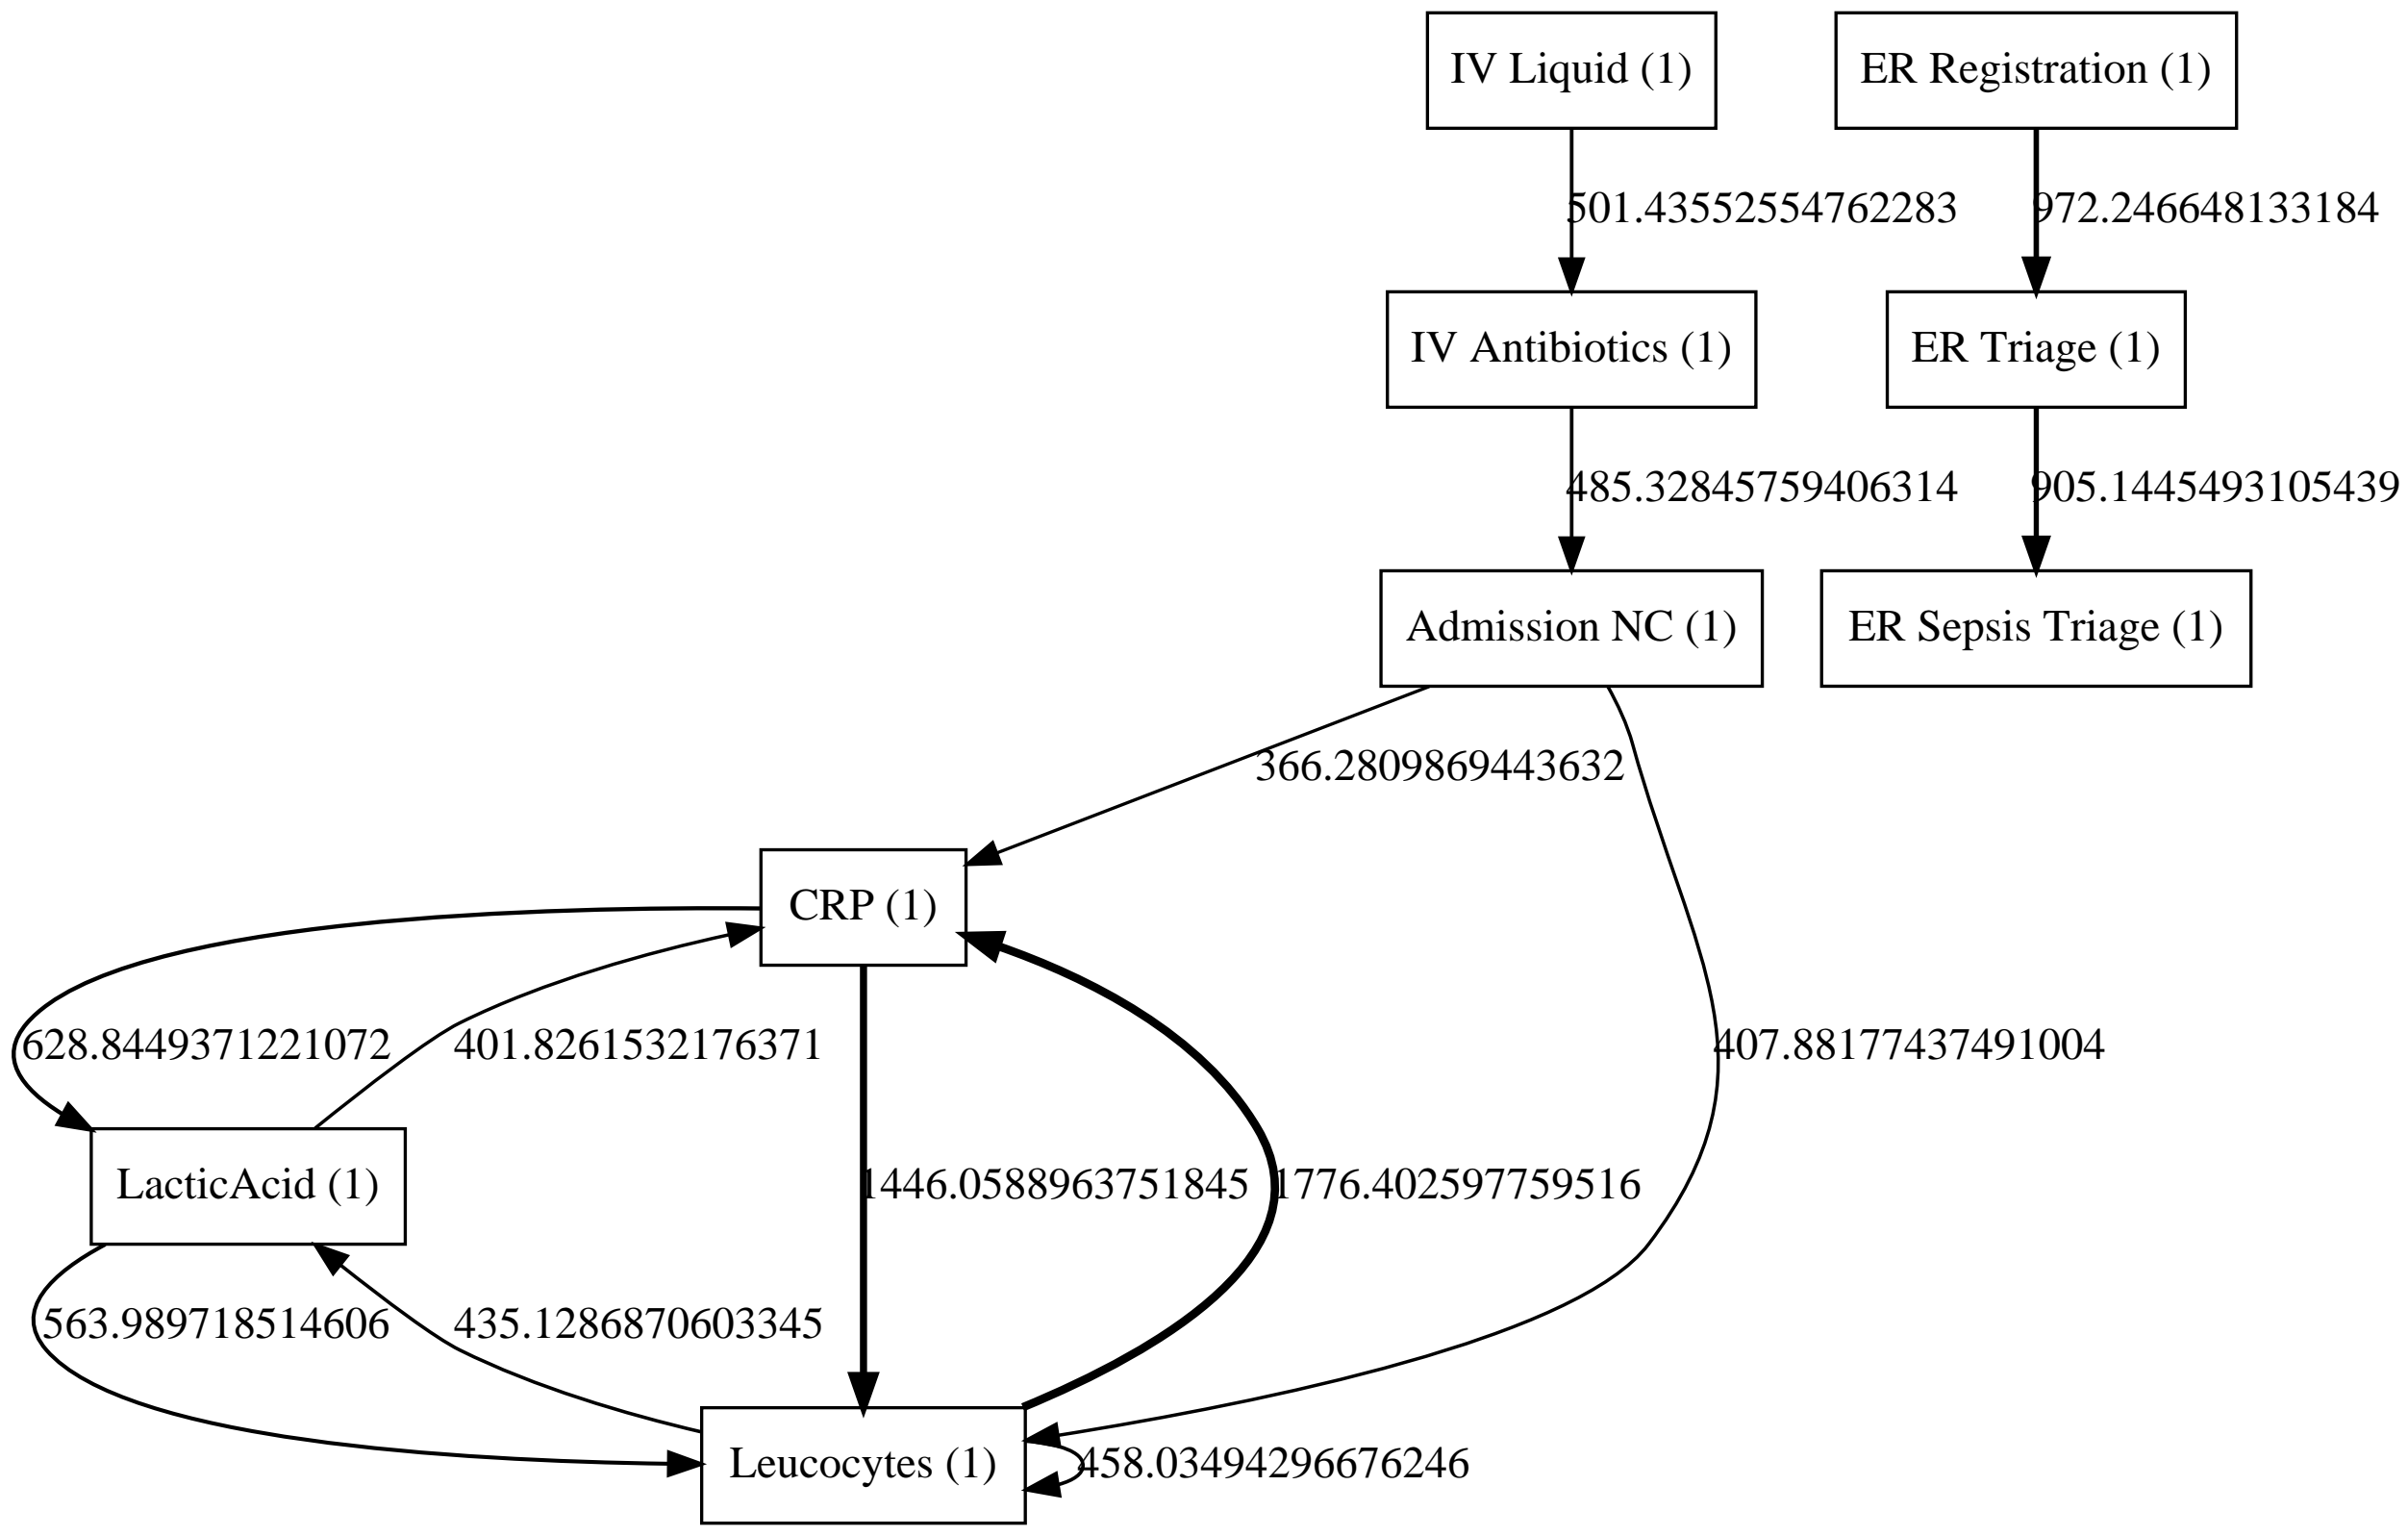 IV Liquid (1)
ER Registration (1)
501.43552554762283
972.246648133184
IV Antibiotics (1)
ER Triage (1)
485.32845759406314
905.1445493105439
Admission NC (1)
ER Sepsis Triage (1)
366.2809869443632
CRP (1)
628.8449371221072
401.8261532176371
407.88177437491004
LacticAcid (1)
1446.0588963751845
1776.402597759516
563.989718514606
435.1286870603345
Leucocytes (1)
458.03494296676246